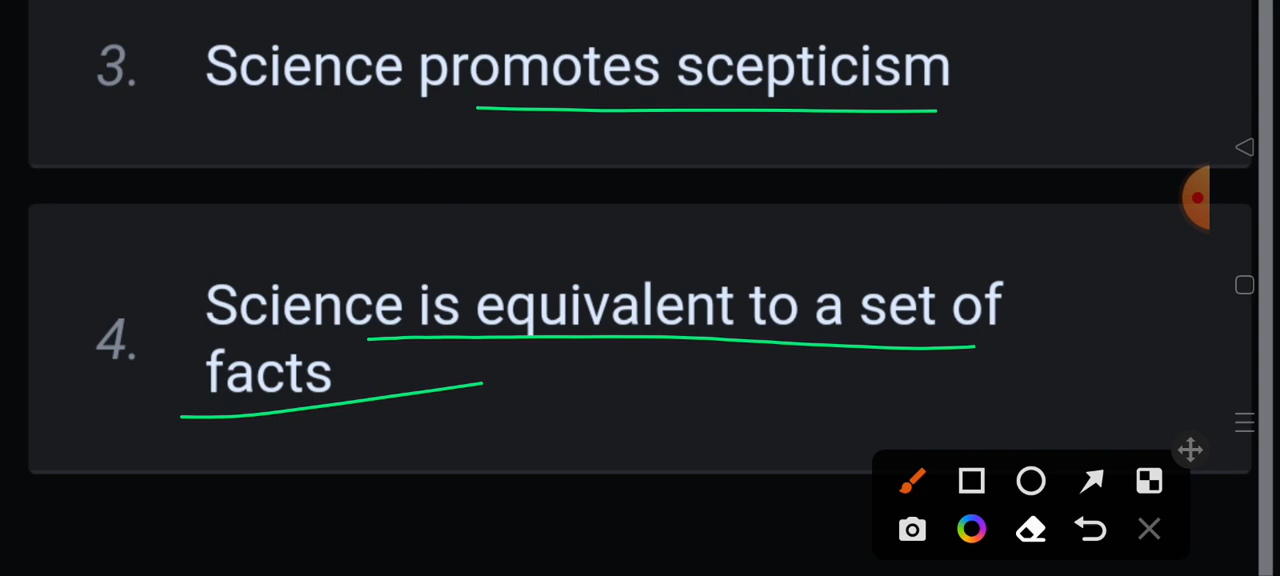 3. Science promotes scepticism
4. Science is equivalent to a set of
facts